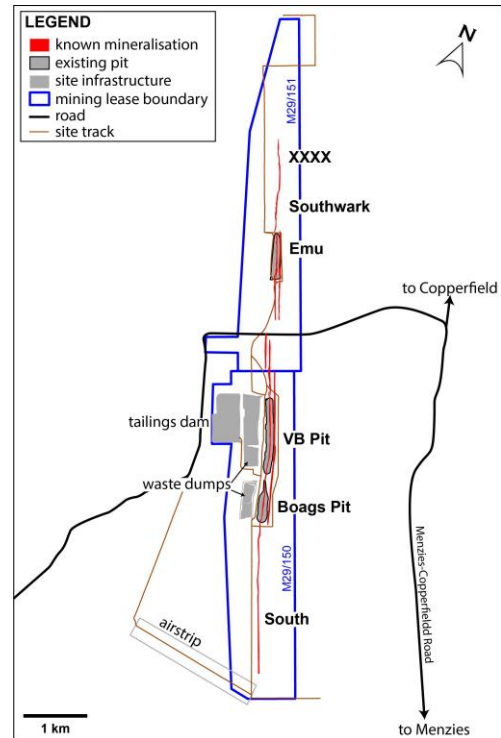 LEGEND
known mineralisation
existing pit
site infrastructure
mining lease boundary
road
site track
N
M29/151
XXXX
Southwark
Emu
to Copperfield
tailings dam
VB Pit
waste dumps
Boags Pit
M29/150
Menzies-Copperfieldd Road
South
airstrip
1 km
to Menzies